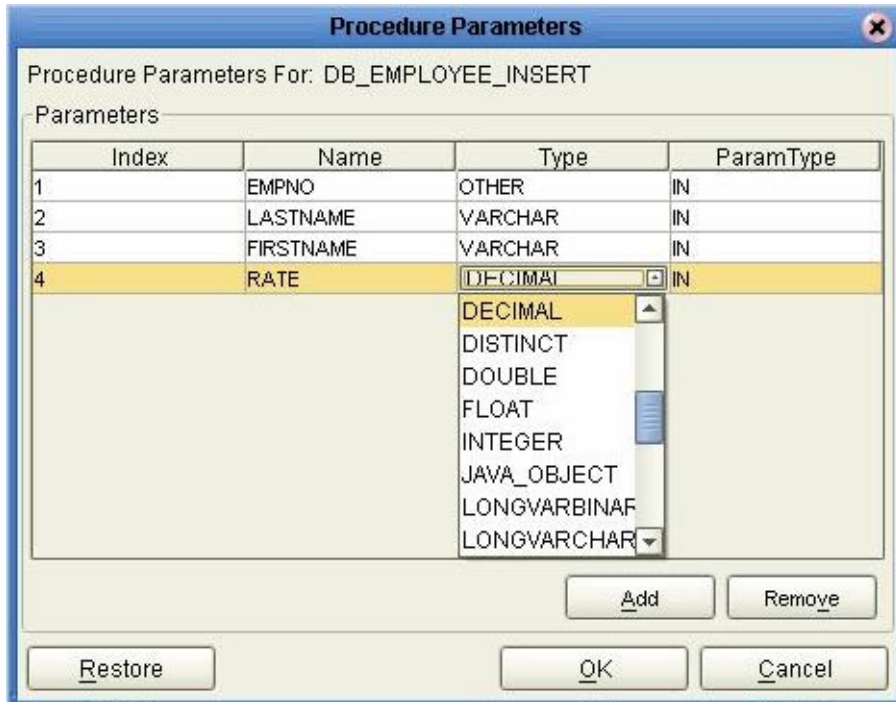 Procedure Parameters
Procedure Parameters For: DB_EMPLOYEE_INSERT
Parameters
Index Name Type ParamType
1 EMPNO OTHER IN
2 LASTNAME VARCHAR IN
3 FIRSTNAME VARCHAR IN
4 RATE DECIMAL IN
DECIMAL
DISTINCT
DOUBLE
FLOAT
INTEGER
JAVA_OBJECT
LONGVARBINAR
LONGVARCHAR
Add Remove
Restore OK Cancel